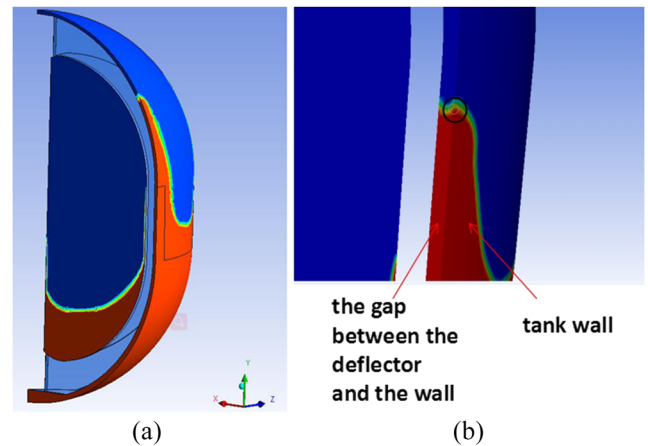 Y
X
Z
the gap
between the
deflector
and the wall
tank wall
(a)
(b)